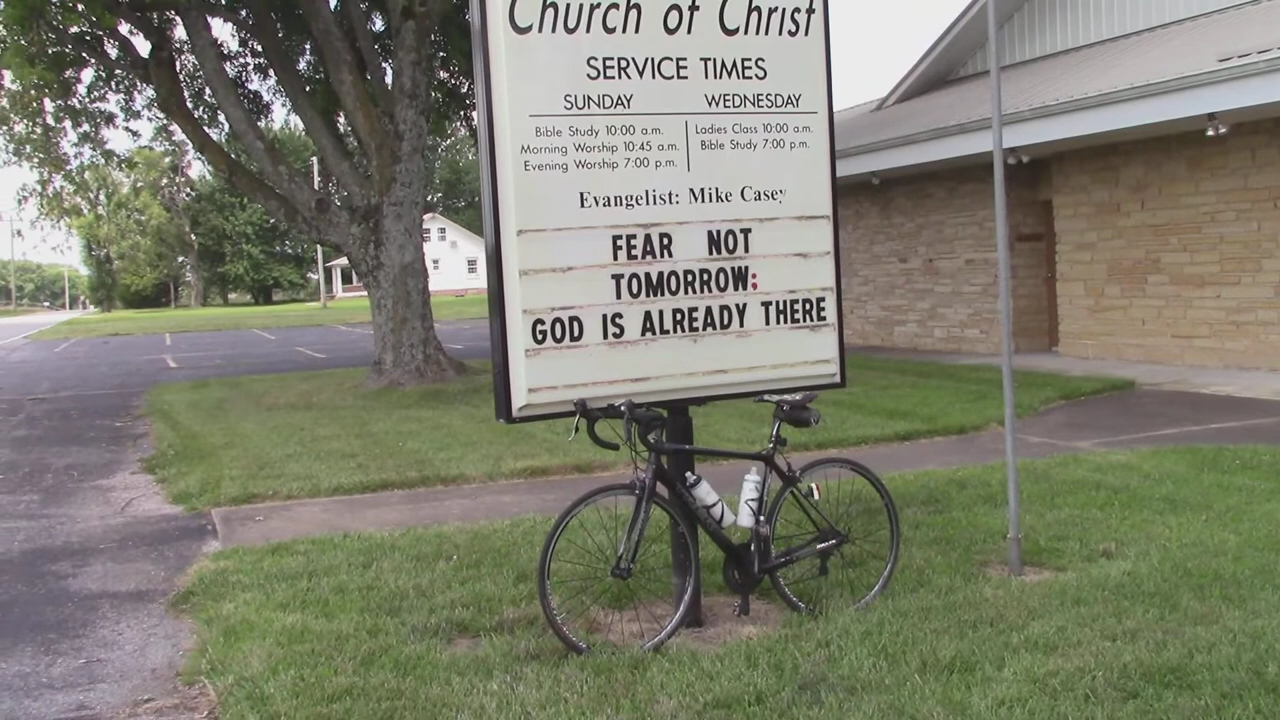 Church of Christ
SERVICE TIMES
SUNDAY
Bible Study 10:00 a.m.
Morning Worship 10:45 a.m.
Evening Worship 7:00 p.m.
WEDNESDAY
Ladies Class 10:00 a.m.
Bible Study 7:00 p.m.
Evangelist: Mike Casey
FEAR NOT
TOMORROW;
GOD IS ALREADY THERE